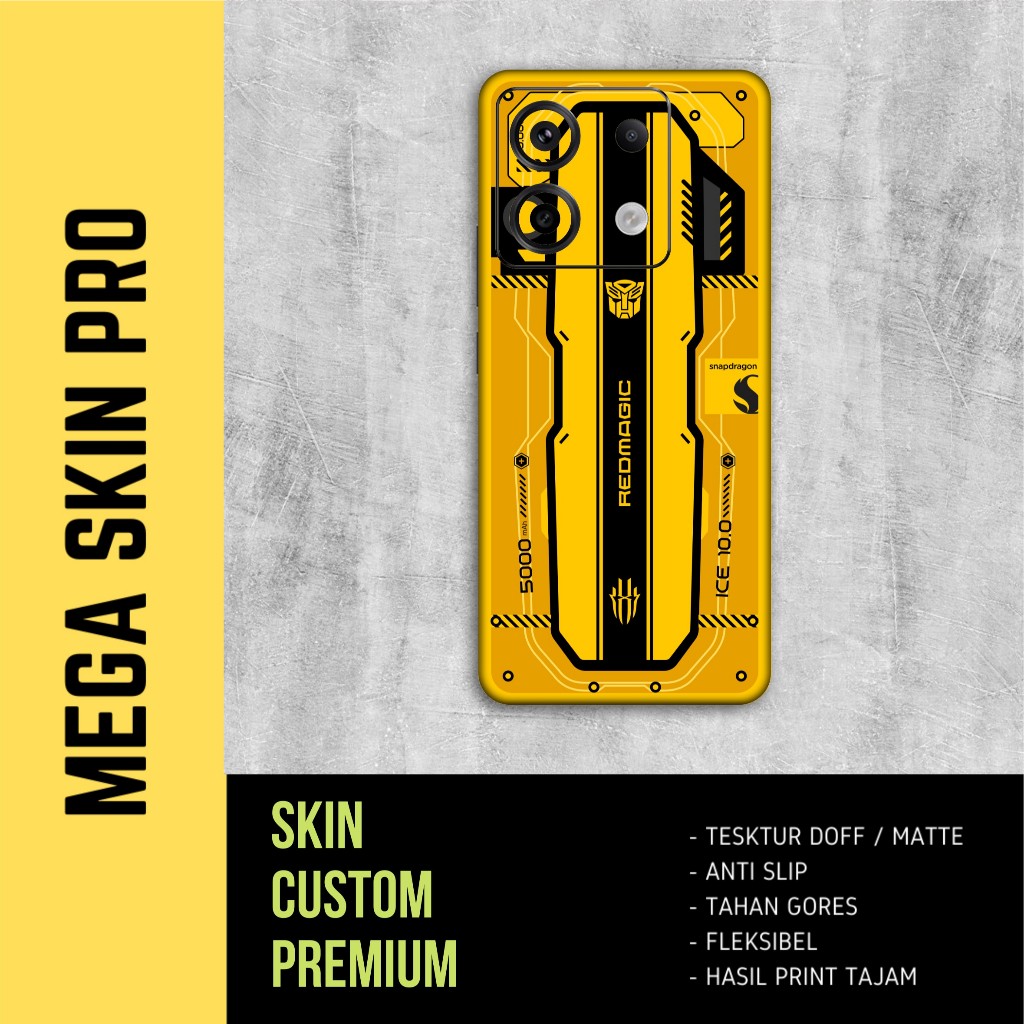 MEGA SKIN PRO
snapdragon
REDMAGIC
5000 mAh
ICE 10.0
SKIN
CUSTOM
PREMIUM
- TESKTUR DOFF / MATTE
- ANTI SLIP
- TAHAN GORES
- FLEKSIBEL
- HASIL PRINT TAJAM